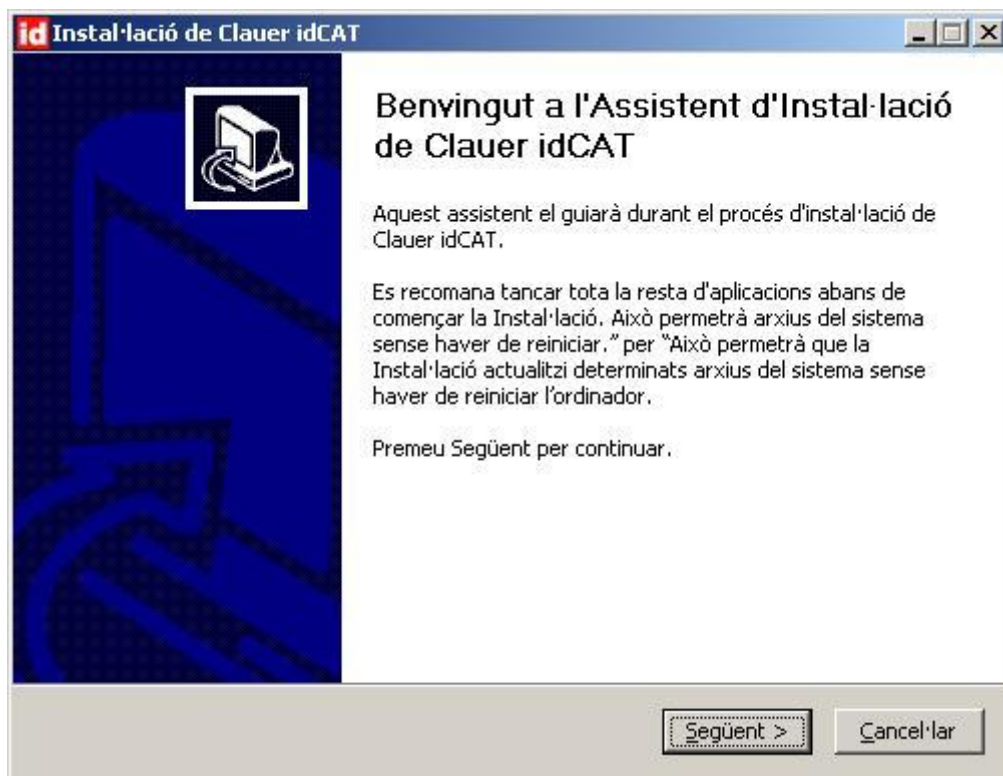 id Instal·lació de Clauer idCAT
Benvingut a l'Assistent d'Instal·lació
de Clauer idCAT
Aquest assistent el guiarà durant el procés d'instal·lació de
Clauer idCAT.
Es recomana tancar tota la resta d'aplicacions abans de
començar la Instal·lació. Això permetrà arxius del sistema
sense haver de reiniciar.” per “Això permetrà que la
Instal·lació actualitzi determinats arxius del sistema sense
haver de reiniciar l’ordinador.
Premeu Següent per continuar.
Següent >
Cancel·lar